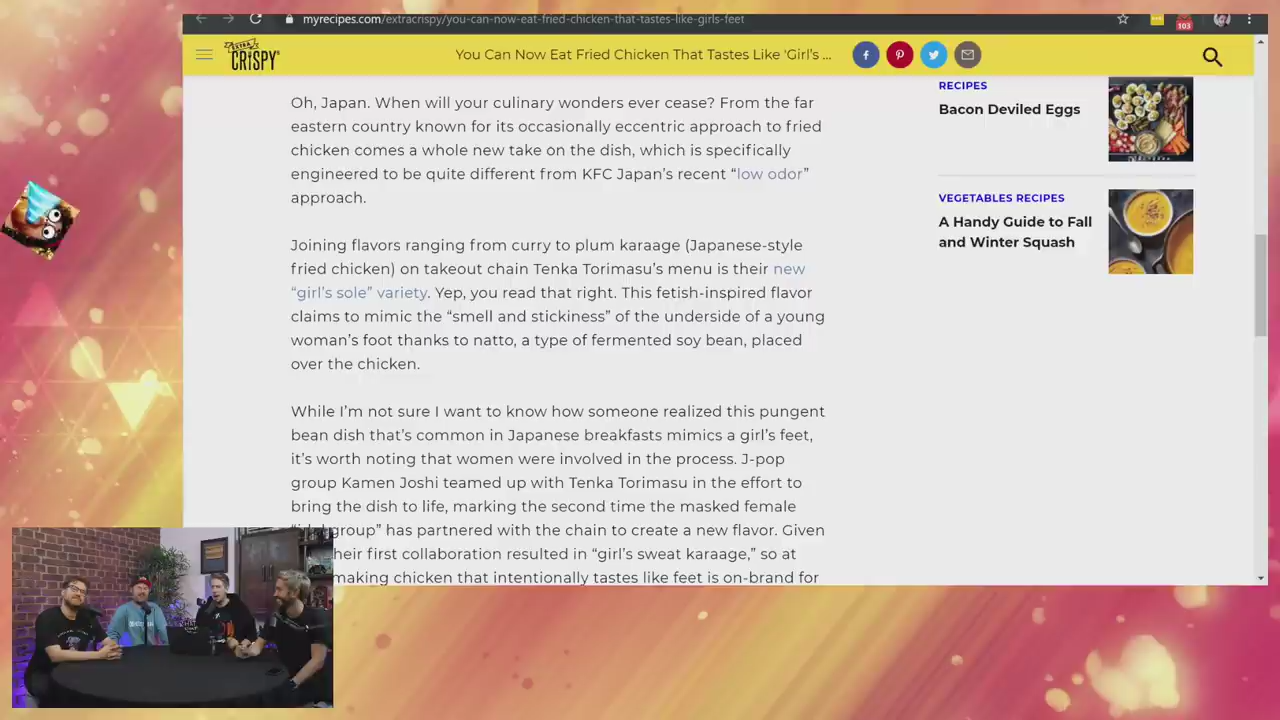 myrecipes.com/extracrispy/you-can-now-eat-fried-chicken-that-tastes-like-girls-feet
103
EXTRA
CRISPY
You Can Now Eat Fried Chicken That Tastes Like 'Girl's ...
Oh, Japan. When will your culinary wonders ever cease? From the far
eastern country known for its occasionally eccentric approach to fried
chicken comes a whole new take on the dish, which is specifically
engineered to be quite different from KFC Japan's recent “low odor”
approach.
Joining flavors ranging from curry to plum karaage (Japanese-style
fried chicken) on takeout chain Tenka Torimasu's menu is their new
“girl's sole” variety. Yep, you read that right. This fetish-inspired flavor
claims to mimic the “smell and stickiness” of the underside of a young
woman's foot thanks to natto, a type of fermented soy bean, placed
over the chicken.
While I'm not sure I want to know how someone realized this pungent
bean dish that's common in Japanese breakfasts mimics a girl's feet,
it's worth noting that women were involved in the process. J-pop
group Kamen Joshi teamed up with Tenka Torimasu in the effort to
bring the dish to life, marking the second time the masked female
group” has partnered with the chain to create a new flavor. Given
heir first collaboration resulted in “girl's sweat karaage,” so at
making chicken that intentionally tastes like feet is on-brand for
RECIPES
Bacon Deviled Eggs
VEGETABLES RECIPES
A Handy Guide to Fall
and Winter Squash